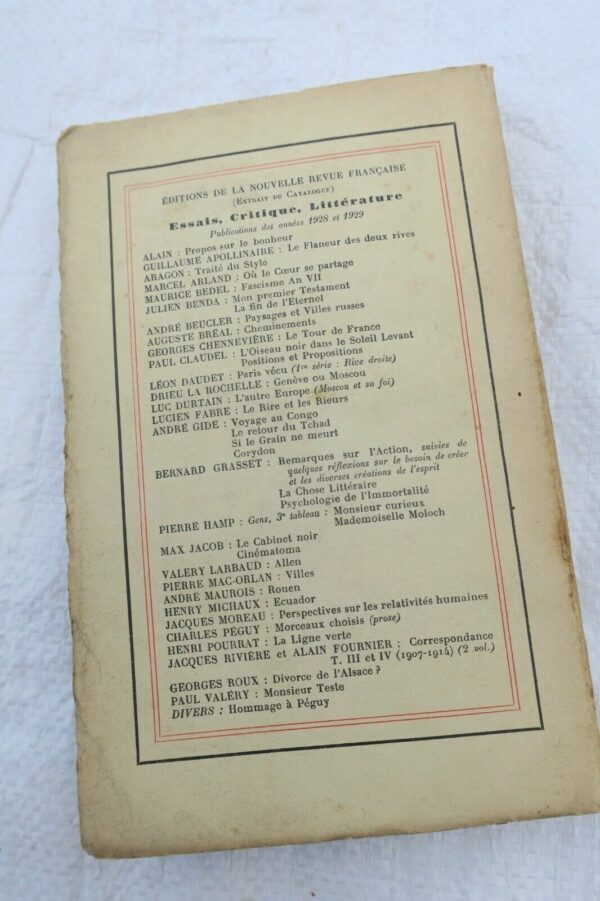 ÉDITIONS DE LA NOUVELLE REVUE FRANÇAISE
(EXTRAIT DU CATALOGUE)
Essais, Critique, Littérature
Publications des années 1928 et 1929
ALAIN : Propos sur le bonheur
GUILLAUME APOLLINAIRE : Le Flaneur des deux rives
ARAGON : Traité du Style
MARCEL ARLAND : Où le Cœur se partage
MAURICE BEDEL : Fascisme An VII
JULIEN BENDA : Mon premier Testament
La fin de l'Eternel
ANDRÉ BEUCLER : Paysages et Villes russes
AUGUSTE BRÉAL : Cheminements
GEORGES CHENNEVIÈRE : Le Tour de France
PAUL CLAUDEL : L'Oiseau noir dans le Soleil Levant
Positions et Propositions
LÉON DAUDET : Paris vécu (1re série : Rive droite)
DRIEU LA ROCHELLE : Genève ou Moscou
LUC DURTAIN : L'autre Europe (Moscou et sa foi)
LUCIEN FABRE : Le Rire et les Rieurs
ANDRÉ GIDE : Voyage au Congo
Le retour du Tchad
Si le Grain ne meurt
Corydon
BERNARD GRASSET : Remarques sur l'Action, suivies de
quelques réflexions sur le besoin de créer
et les diverses créations de l'esprit
La Chose Littéraire
Psychologie de l'Immortalité
PIERRE HAMP : Gens, 3e tableau : Monsieur curieux
Mademoiselle Moloch
MAX JACOB : Le Cabinet noir
Cinématoma
VALERY LARBAUD : Allen
PIERRE MAC-ORLAN : Villes
ANDRÉ MAUROIS : Rouen
HENRY MICHAUX : Ecuador
JACQUES MOREAU : Perspectives sur les relativités humaines
CHARLES PÉGUY : Morceaux choisis (prose)
HENRI POURRAT : La Ligne verte
JACQUES RIVIÈRE et ALAIN FOURNIER : Correspondance
T. III et IV (1907-1914) (2 vol.)
GEORGES ROUX : Divorce de l'Alsace ?
PAUL VALÉRY : Monsieur Teste
DIVERS : Hommage à Péguy